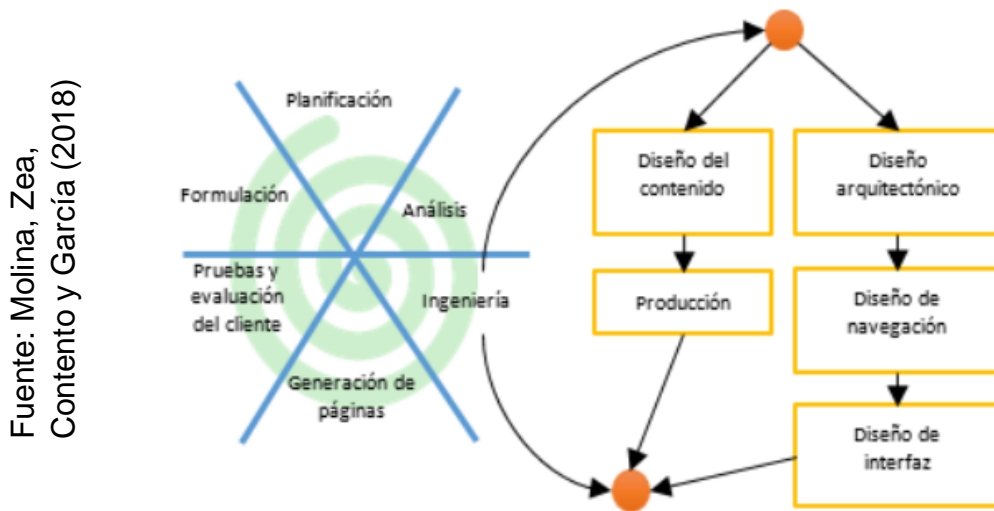 Fuente: Molina, Zea,
Contento y García (2018)
Planificación
Formulación
Análisis
Pruebas y
evaluación
del cliente
Ingeniería
Generación de
páginas
Diseño del
contenido
Producción
Diseño
arquitectónico
Diseño de
navegación
Diseño de
interfaz